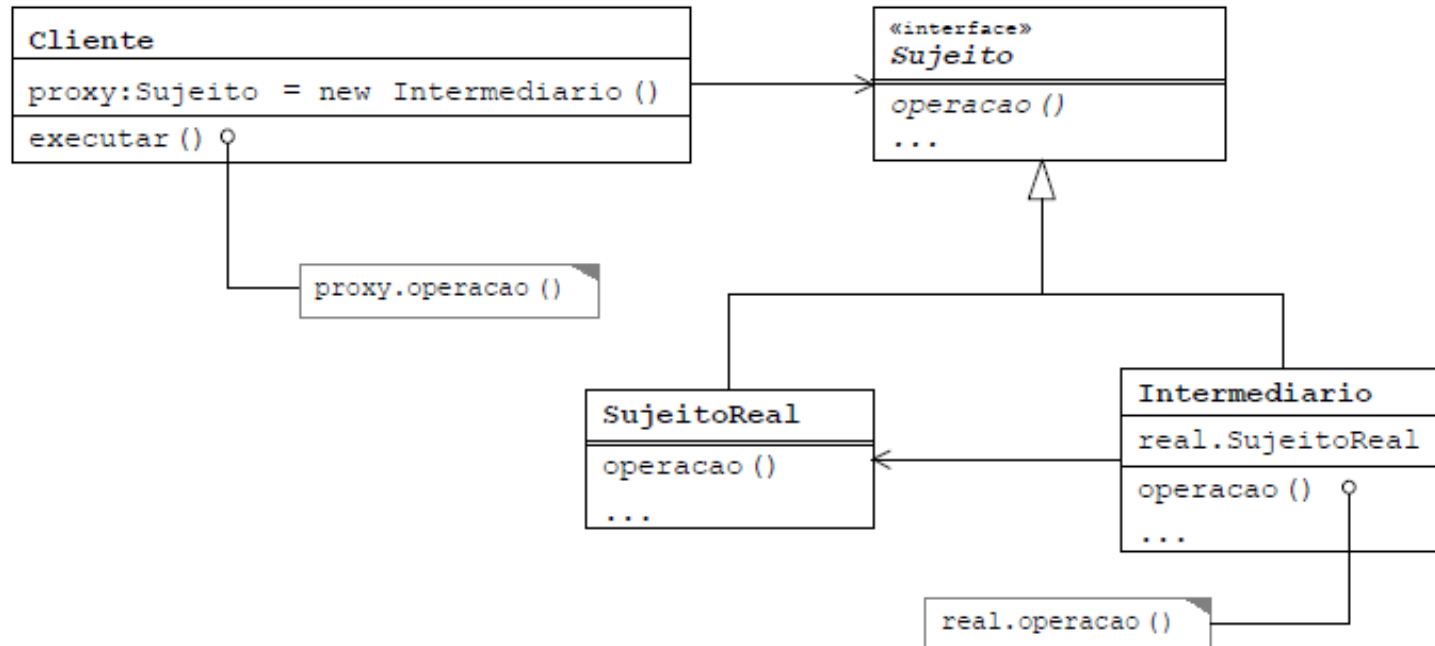 Cliente
proxy:Sujeito = new Intermediario()
executar()
proxy.operacao()
«interface»
Sujeito
operacao()
...
SujeitoReal
operacao()
...
Intermediario
real.SujeitoReal
operacao()
...
real.operacao()